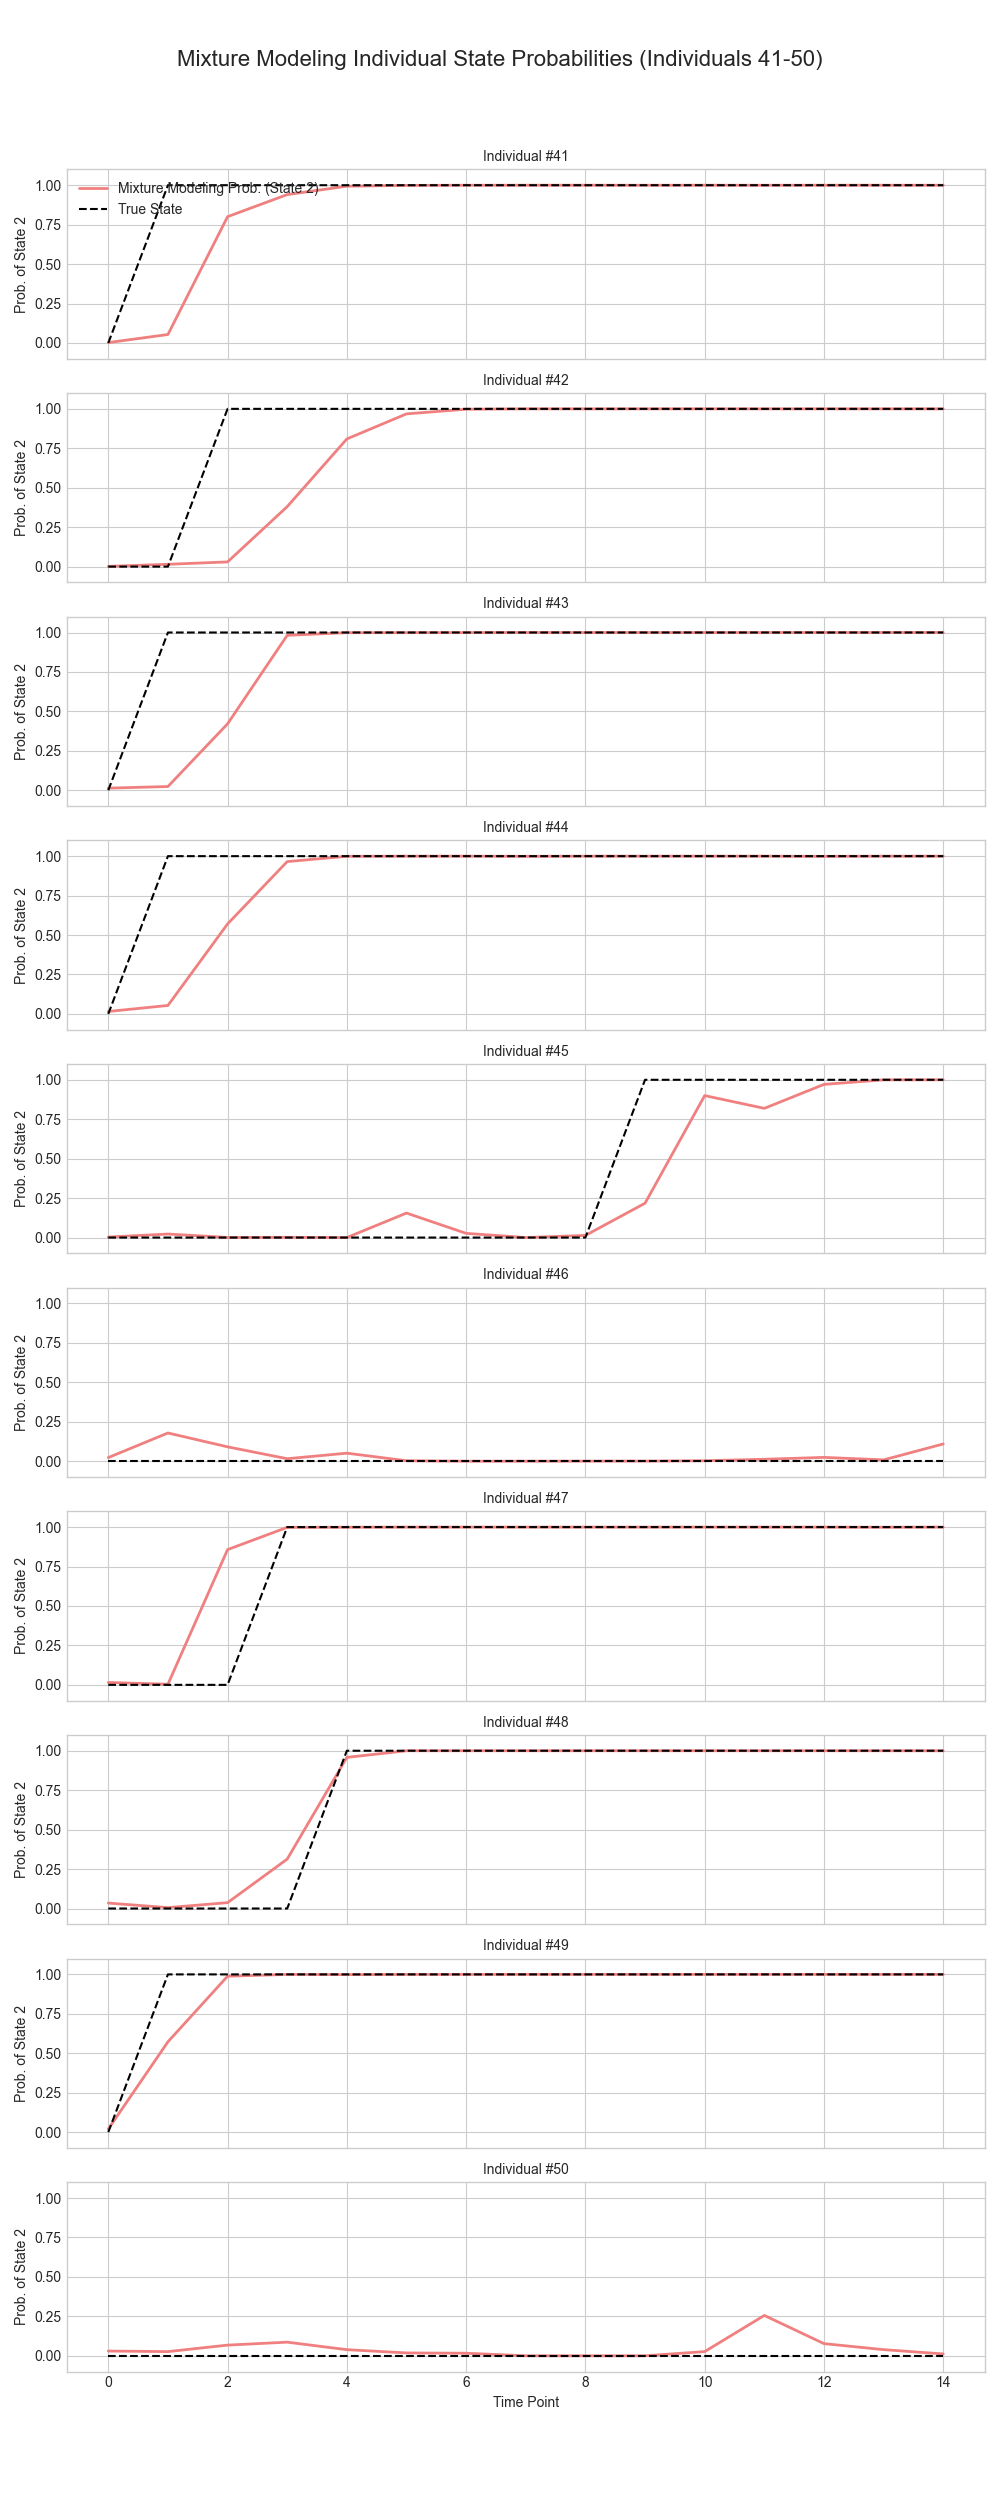 Mixture Modeling Individual State Probabilities (Individuals 41-50)
Individual #41
Mixture Modeling Prob. (State 2)
True State
Prob. of State 2
1.00
0.75
0.50
0.25
0.00
Individual #42
Prob. of State 2
1.00
0.75
0.50
0.25
0.00
Individual #43
Prob. of State 2
1.00
0.75
0.50
0.25
0.00
Individual #44
Prob. of State 2
1.00
0.75
0.50
0.25
0.00
Individual #45
Prob. of State 2
1.00
0.75
0.50
0.25
0.00
Individual #46
Prob. of State 2
1.00
0.75
0.50
0.25
0.00
Individual #47
Prob. of State 2
1.00
0.75
0.50
0.25
0.00
Individual #48
Prob. of State 2
1.00
0.75
0.50
0.25
0.00
Individual #49
Prob. of State 2
1.00
0.75
0.50
0.25
0.00
Individual #50
Prob. of State 2
1.00
0.75
0.50
0.25
0.00
0 2 4 6 8 10 12 14
Time Point